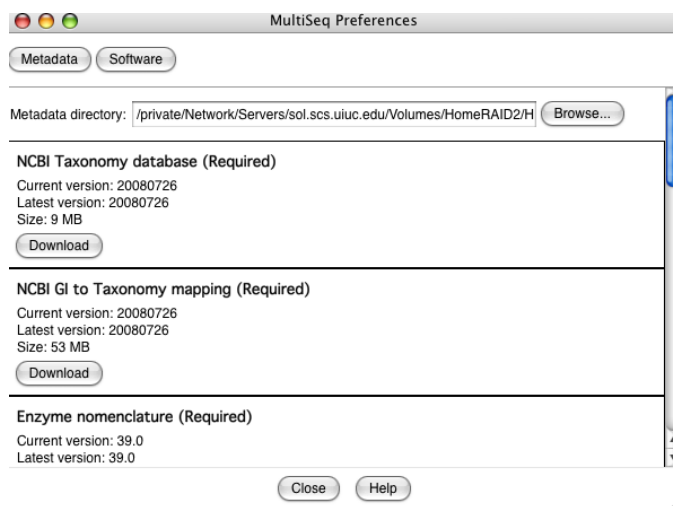 MultiSeq Preferences
Metadata Software
Metadata directory: /private/Network/Servers/sol.scs.uiuc.edu/Volumes/HomeRAID2/H Browse...
NCBI Taxonomy database (Required)
Current version: 20080726
Latest version: 20080726
Size: 9 MB
Download
NCBI GI to Taxonomy mapping (Required)
Current version: 20080726
Latest version: 20080726
Size: 53 MB
Download
Enzyme nomenclature (Required)
Current version: 39.0
Latest version: 39.0
Close Help